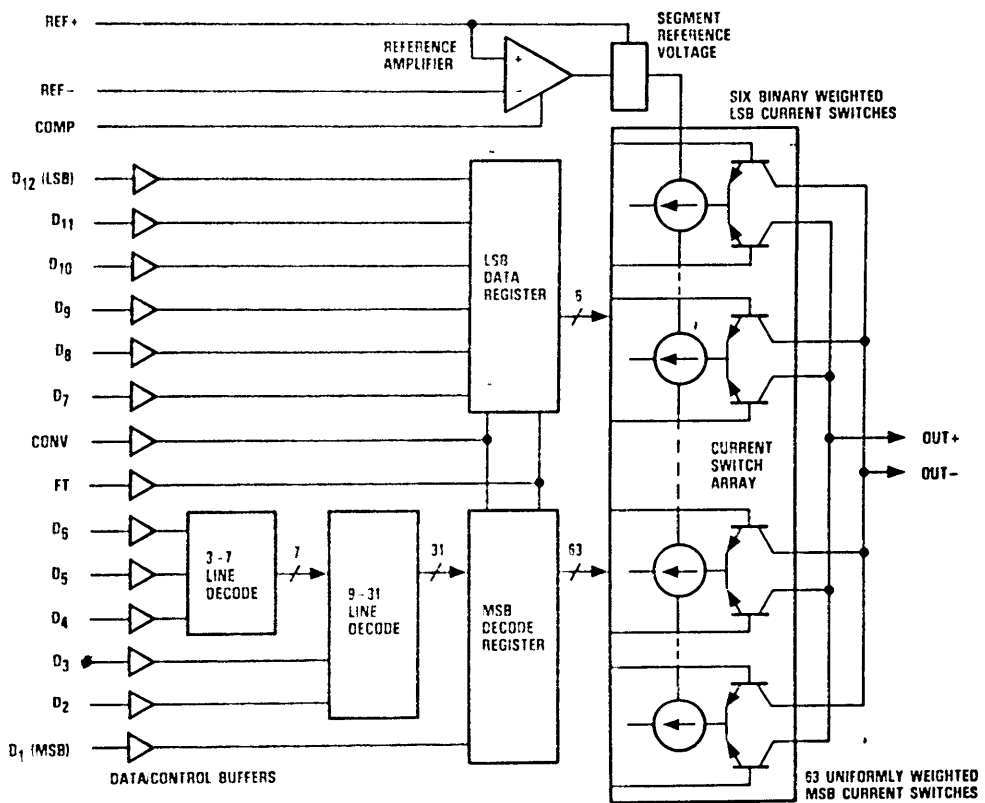 REF+
REFERENCE
AMPLIFIER
SEGMENT
REFERENCE
VOLTAGE
+
REF-
-
COMP
SIX BINARY WEIGHTED
LSB CURRENT SWITCHES
D12 (LSB)
D11
D10
D9
D8
D7
LSB
DATA
REGISTER
6
CONV
FT
CURRENT
SWITCH
ARRAY
OUT+
OUT-
D6
D5
D4
3-7
LINE
DECODE
7
D3
D2
9-31
LINE
DECODE
31
MSB
DECODE
REGISTER
63
D1 (MSB)
DATA/CONTROL BUFFERS
63 UNIFORMLY WEIGHTED
MSB CURRENT SWITCHES